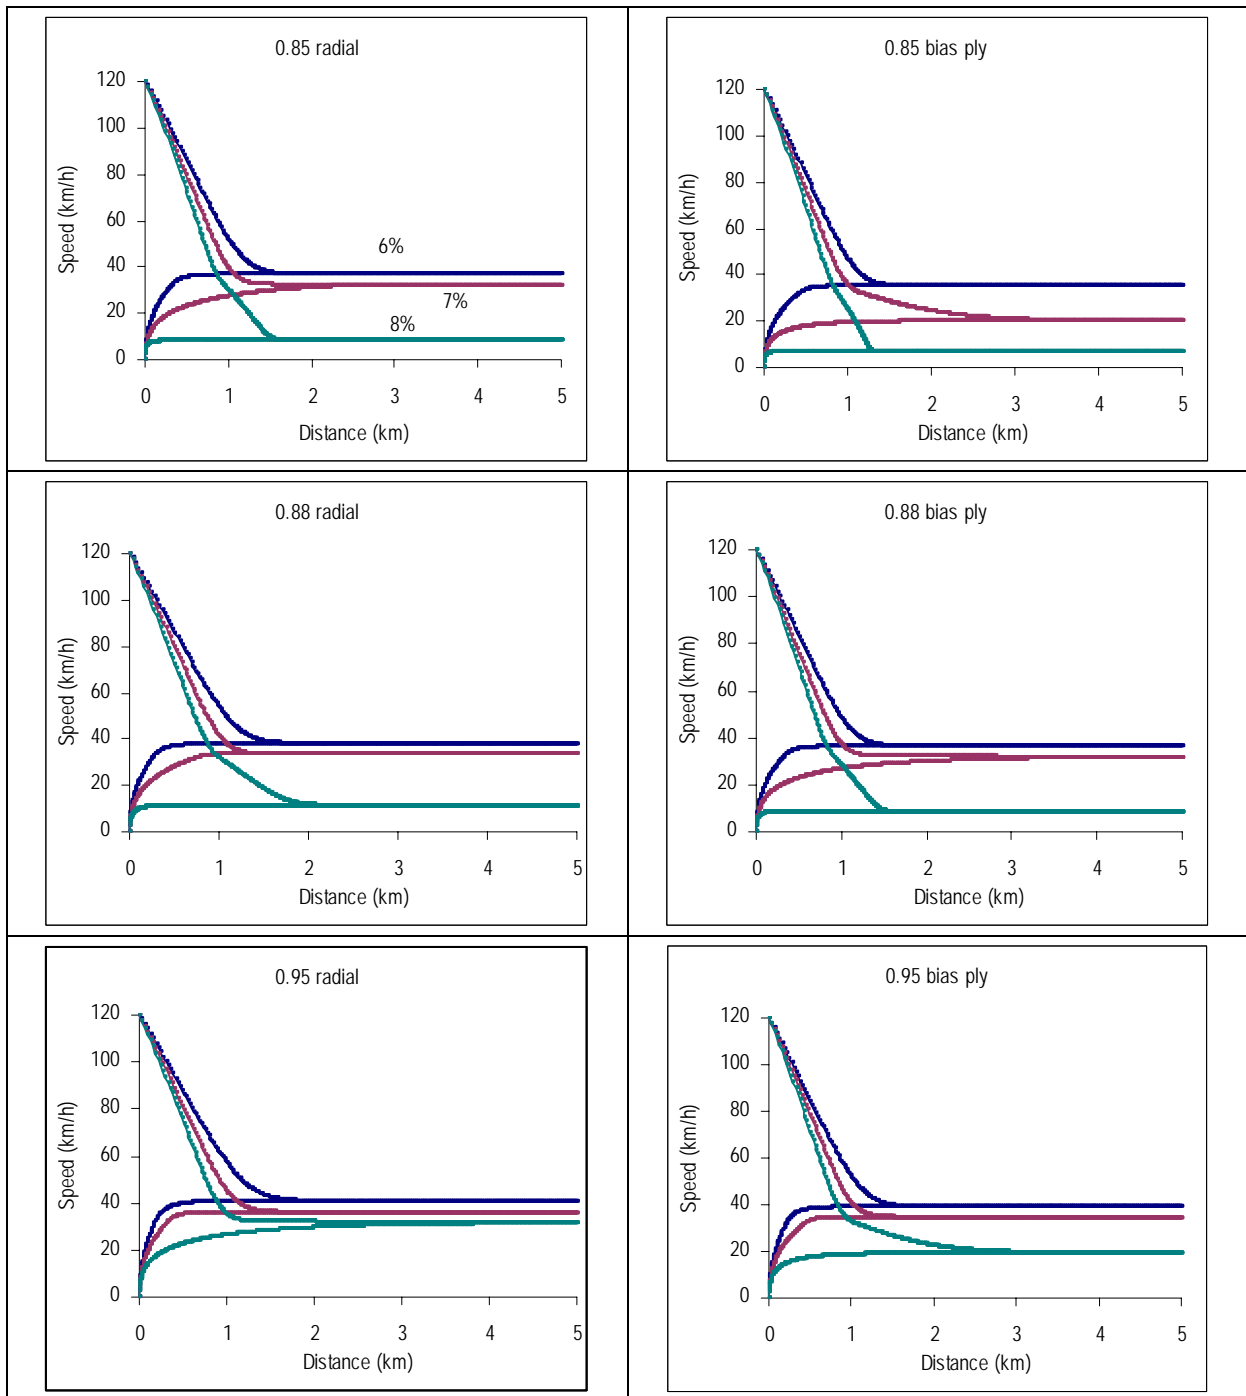 0.85 radial
120
100
80
60
40
20
0
Speed (km/h)
6%
7%
8%
0 1 2 3 4 5
Distance (km)
0.85 bias ply
120
100
80
60
40
20
0
Speed (km/h)
0 1 2 3 4 5
Distance (km)
0.88 radial
120
100
80
60
40
20
0
Speed (km/h)
0 1 2 3 4 5
Distance (km)
0.88 bias ply
120
100
80
60
40
20
0
Speed (km/h)
0 1 2 3 4 5
Distance (km)
0.95 radial
120
100
80
60
40
20
0
Speed (km/h)
0 1 2 3 4 5
Distance (km)
0.95 bias ply
120
100
80
60
40
20
0
Speed (km/h)
0 1 2 3 4 5
Distance (km)